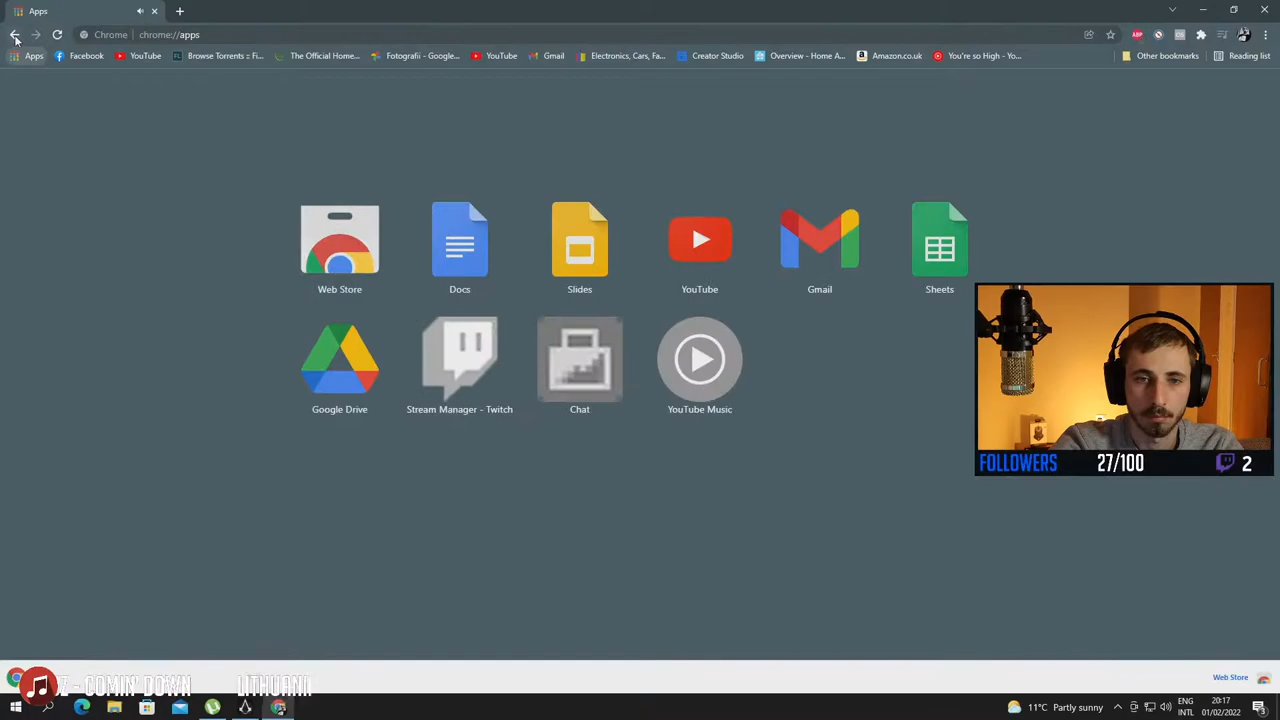 Apps
Chrome
chrome://apps
Apps
Facebook
YouTube
Browse Torrents :: Fi...
The Official Home...
Fotografii - Google...
YouTube
Gmail
Electronics, Cars, Fa...
Creator Studio
Overview - Home A...
Amazon.co.uk
You're so High - Yo...
Other bookmarks
Reading list
Web Store
Docs
Slides
YouTube
Gmail
Sheets
Google Drive
Stream Manager - Twitch
Chat
YouTube Music
FOLLOWERS 27/100 2
Web Store
- COMIN' DOWN
11°C Partly sunny
ENG
INTL
20:17
01/02/2022
3